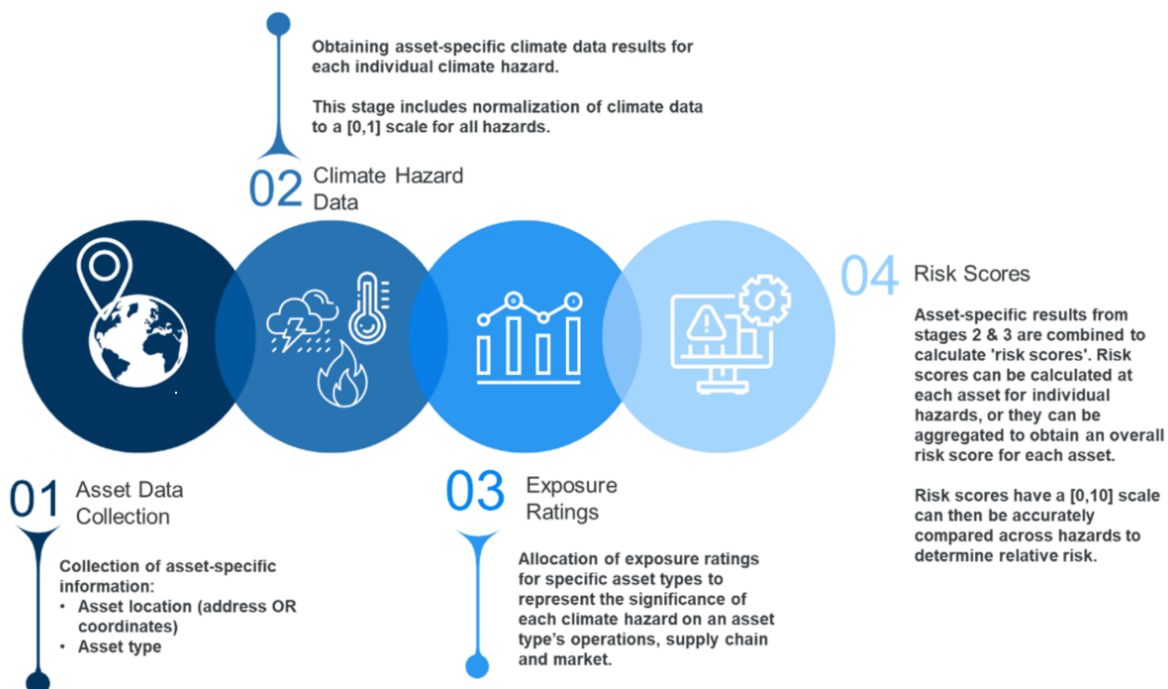 Obtaining asset-specific climate data results for
each individual climate hazard.
This stage includes normalization of climate data
to a [0,1] scale for all hazards.
02
Climate Hazard
Data
01
Asset Data
Collection
Collection of asset-specific
information:
• Asset location (address OR
coordinates)
• Asset type
03
Exposure
Ratings
Allocation of exposure ratings
for specific asset types to
represent the significance of
each climate hazard on an asset
type's operations, supply chain
and market.
04
Risk Scores
Asset-specific results from
stages 2 & 3 are combined to
calculate 'risk scores'. Risk
scores can be calculated at
each asset for individual
hazards, or they can be
aggregated to obtain an overall
risk score for each asset.
Risk scores have a [0,10] scale
can then be accurately
compared across hazards to
determine relative risk.